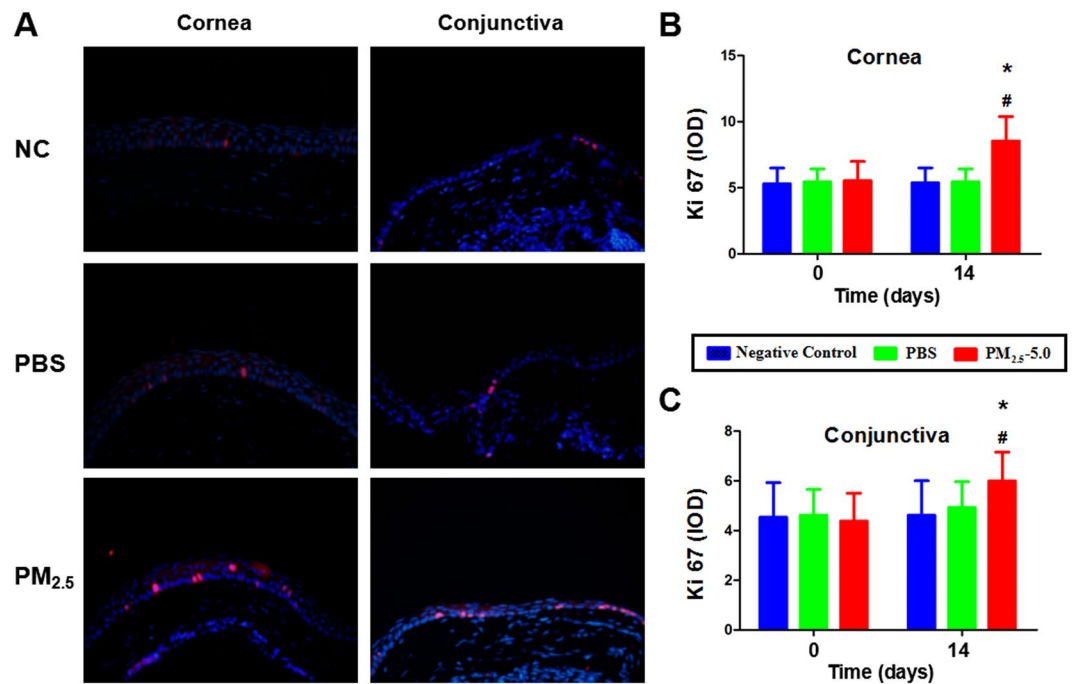 A
Cornea
Conjunctiva
NC
PBS
PM2.5
B
Cornea
*
#
15
10
5
0
Ki 67 (IOD)
0 14
Time (days)
Negative Control PBS PM2.5-5.0
C
Conjunctiva
*
#
8
6
4
2
0
Ki 67 (IOD)
0 14
Time (days)